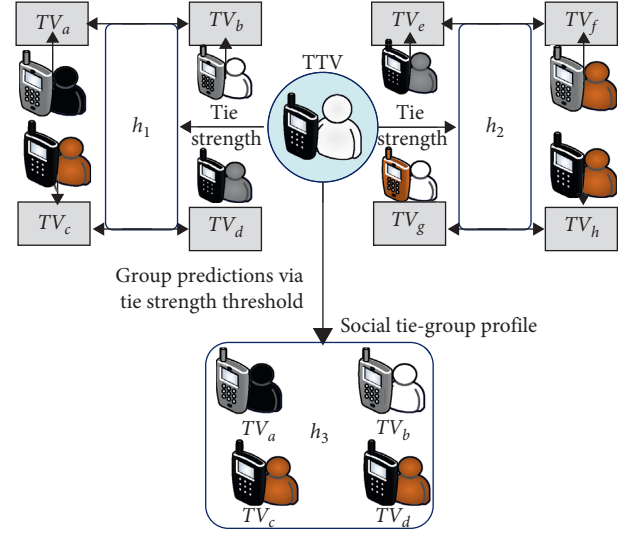 TVa
TVb
TTV
TVe
TVf
h1
Tie
strength
Tie
strength
h2
TVc
TVd
TVg
TVh
Group predictions via
tie strength threshold
Social tie-group profile
TVa
h3
TVb
TVc
TVd